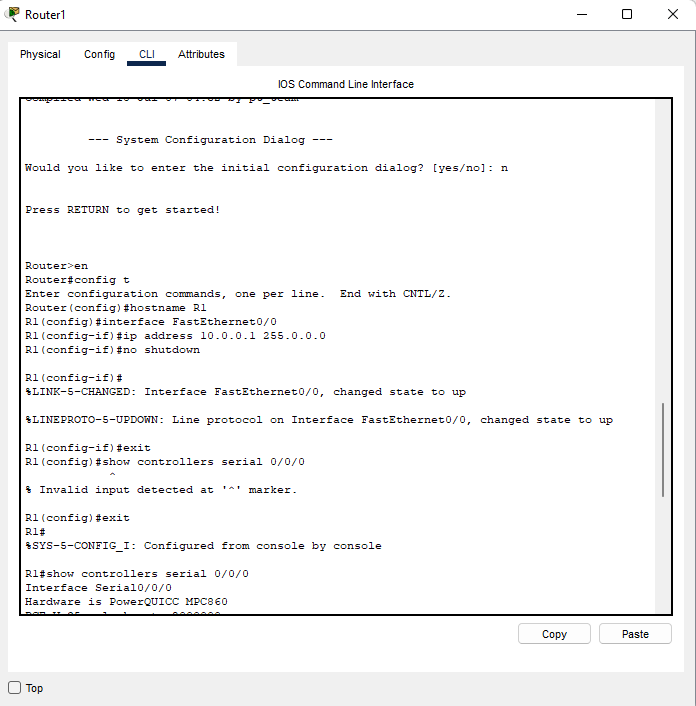 Router1
Physical Config CLI Attributes
IOS Command Line Interface
--- System Configuration Dialog ---
Would you like to enter the initial configuration dialog? [yes/no]: n
Press RETURN to get started!
Router>en
Router#config t
Enter configuration commands, one per line.  End with CNTL/Z.
Router(config)#hostname R1
R1(config)#interface FastEthernet0/0
R1(config-if)#ip address 10.0.0.1 255.0.0.0
R1(config-if)#no shutdown
R1(config-if)#
%LINK-5-CHANGED: Interface FastEthernet0/0, changed state to up
%LINEPROTO-5-UPDOWN: Line protocol on Interface FastEthernet0/0, changed state to up
R1(config-if)#exit
R1(config)#show controllers serial 0/0/0
^
% Invalid input detected at '^' marker.
R1(config)#exit
R1#
%SYS-5-CONFIG_I: Configured from console by console
R1#show controllers serial 0/0/0
Interface Serial0/0/0
Hardware is PowerQUICC MPC860
Copy Paste
Top